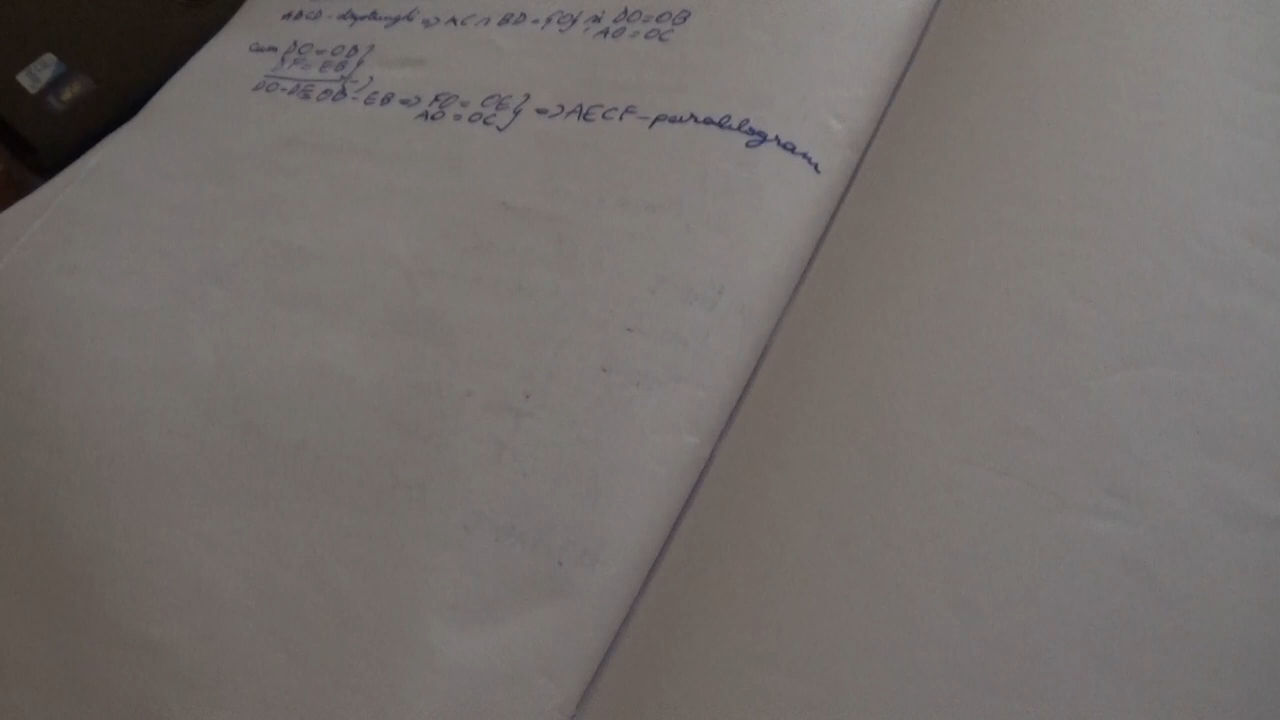 ABCD - dreptunghi => AC ∩ BD = {O} și DO = OB
AO = OC
Cum DO = OB }
DF = EB }
DO - DF = OB - EB => FO = OE }
AO = OC } => AECF - paralelogram